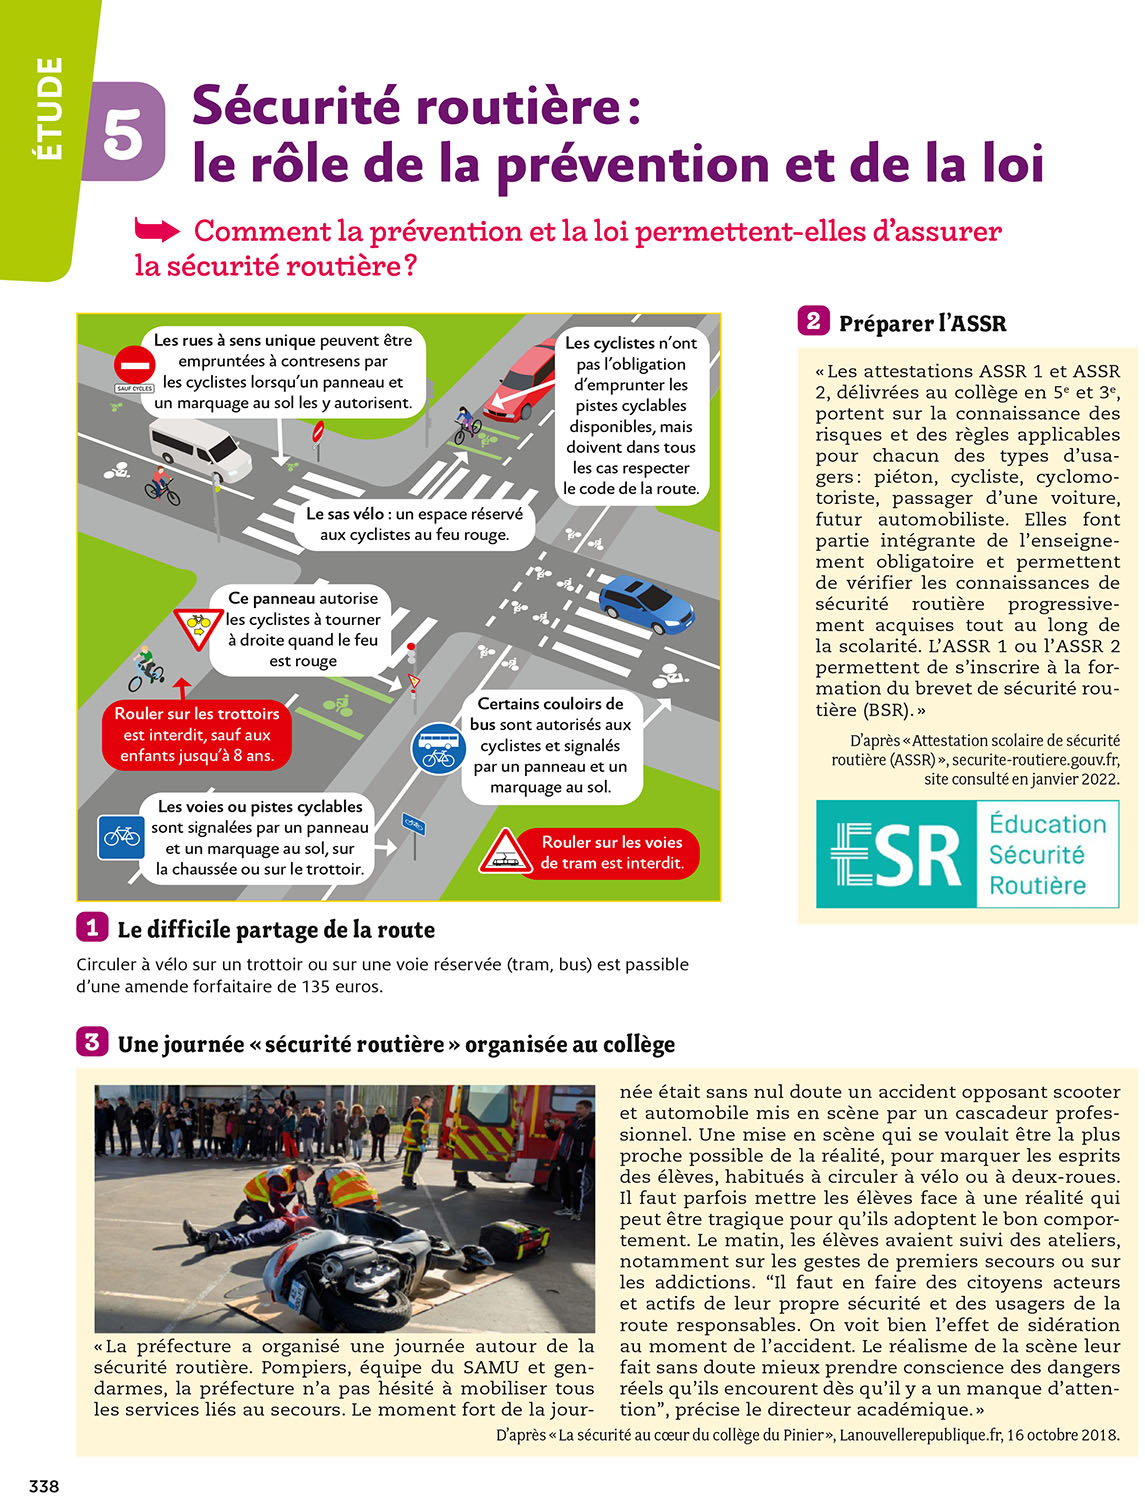 ÉTUDE
5
Sécurité routière :
le rôle de la prévention et de la loi
Comment la prévention et la loi permettent-elles d’assurer
la sécurité routière ?
Les rues à sens unique peuvent être
empruntées à contresens par
les cyclistes lorsqu’un panneau et
un marquage au sol les y autorisent.
SAUF CYCLES
Les cyclistes n’ont
pas l’obligation
d’emprunter les
pistes cyclables
disponibles, mais
doivent dans tous
les cas respecter
le code de la route.
Le sas vélo : un espace réservé
aux cyclistes au feu rouge.
Ce panneau autorise
les cyclistes à tourner
à droite quand le feu
est rouge
Rouler sur les trottoirs
est interdit, sauf aux
enfants jusqu’à 8 ans.
Certains couloirs de
bus sont autorisés aux
cyclistes et signalés
par un panneau et un
marquage au sol.
Les voies ou pistes cyclables
sont signalées par un panneau
et un marquage au sol, sur
la chaussée ou sur le trottoir.
Rouler sur les voies
de tram est interdit.
1 Le difficile partage de la route
Circuler à vélo sur un trottoir ou sur une voie réservée (tram, bus) est passible
d’une amende forfaitaire de 135 euros.
2 Préparer l’ASSR
« Les attestations ASSR 1 et ASSR
2, délivrées au collège en 5e et 3e,
portent sur la connaissance des
risques et des règles applicables
pour chacun des types d’usa-
gers : piéton, cycliste, cyclomo-
toriste, passager d’une voiture,
futur automobiliste. Elles font
partie intégrante de l’enseigne-
ment obligatoire et permettent
de vérifier les connaissances de
sécurité routière progressive-
ment acquises tout au long de
la scolarité. L’ASSR 1 ou l’ASSR 2
permettent de s’inscrire à la for-
mation du brevet de sécurité rou-
tière (BSR). »
D’après « Attestation scolaire de sécurité
routière (ASSR) », securite-routiere.gouv.fr,
site consulté en janvier 2022.
ESR
Éducation
Sécurité
Routière
3 Une journée « sécurité routière » organisée au collège
« La préfecture a organisé une journée autour de la
sécurité routière. Pompiers, équipe du SAMU et gen-
darmes, la préfecture n’a pas hésité à mobiliser tous
les services liés au secours. Le moment fort de la jour-
née était sans nul doute un accident opposant scooter
et automobile mis en scène par un cascadeur profes-
sionnel. Une mise en scène qui se voulait être la plus
proche possible de la réalité, pour marquer les esprits
des élèves, habitués à circuler à vélo ou à deux-roues.
Il faut parfois mettre les élèves face à une réalité qui
peut être tragique pour qu’ils adoptent le bon compor-
tement. Le matin, les élèves avaient suivi des ateliers,
notamment sur les gestes de premiers secours ou sur
les addictions. “Il faut en faire des citoyens acteurs
et actifs de leur propre sécurité et des usagers de la
route responsables. On voit bien l’effet de sidération
au moment de l’accident. Le réalisme de la scène leur
fait sans doute mieux prendre conscience des dangers
réels qu’ils encourent dès qu’il y a un manque d’atten-
tion”, précise le directeur académique. »
D’après « La sécurité au cœur du collège du Pinier », Lanouvellerepublique.fr, 16 octobre 2018.
338